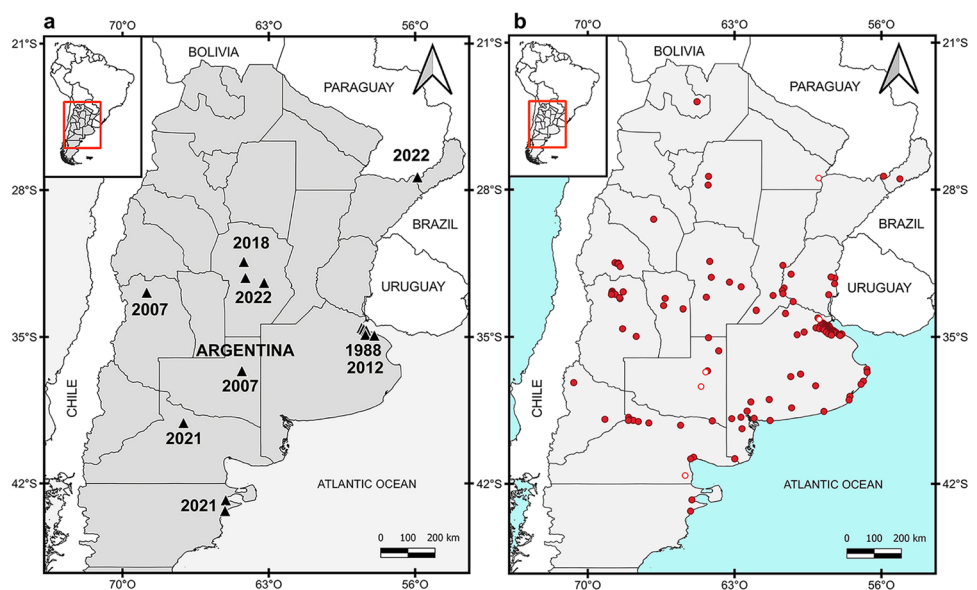 a
70°O 63°O 56°O
21°S
BOLIVIA
PARAGUAY
2022
28°S
BRAZIL
2018
2022
URUGUAY
2007
35°S
ARGENTINA
1988
2012
2007
CHILE
2021
42°S
ATLANTIC OCEAN
2021
0 100 200 km
70°O 63°O 56°O
b
70°O 63°O 56°O
21°S
BOLIVIA
PARAGUAY
28°S
BRAZIL
URUGUAY
35°S
CHILE
42°S
ATLANTIC OCEAN
0 100 200 km
70°O 63°O 56°O